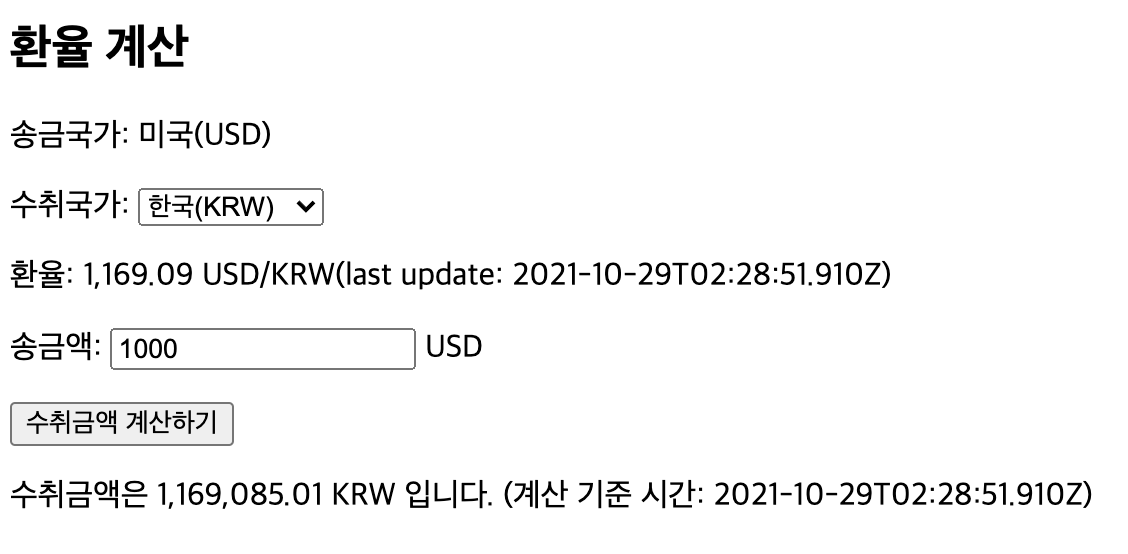 환율 계산
송금국가: 미국(USD)
수취국가: 한국(KRW)
환율: 1,169.09 USD/KRW(last update: 2021-10-29T02:28:51.910Z)
송금액: 1000 USD
수취금액 계산하기
수취금액은 1,169,085.01 KRW 입니다. (계산 기준 시간: 2021-10-29T02:28:51.910Z)